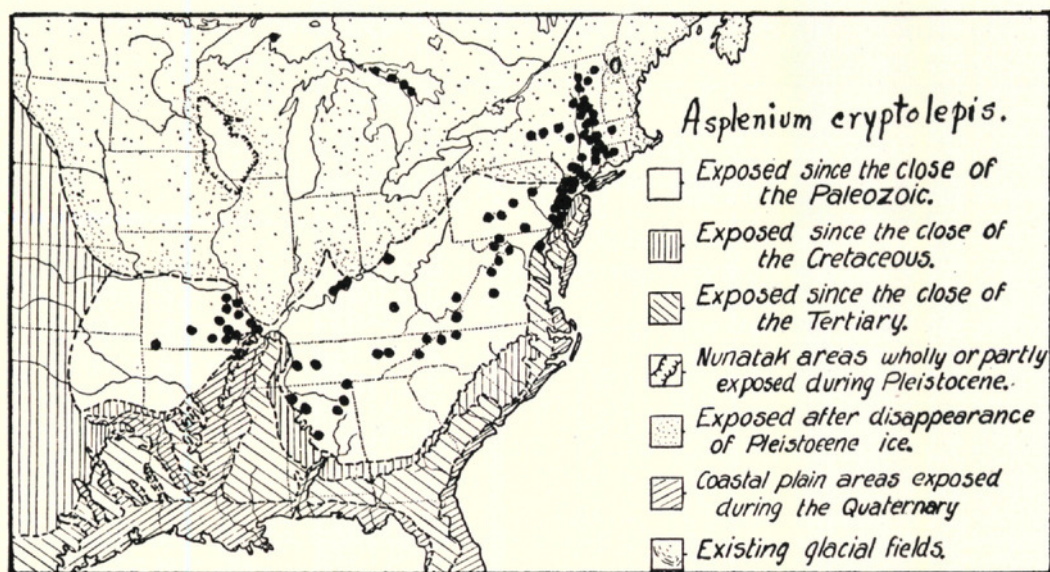 Asplenium cryptolepis.
Exposed since the close of
the Paleozoic.
Exposed since the close of
the Cretaceous.
Exposed since the close of
the Tertiary.
Nunatak areas wholly or partly
exposed during Pleistocene.
Exposed after disappearance
of Pleistocene ice.
Coastal plain areas exposed
during the Quaternary
Existing glacial fields.